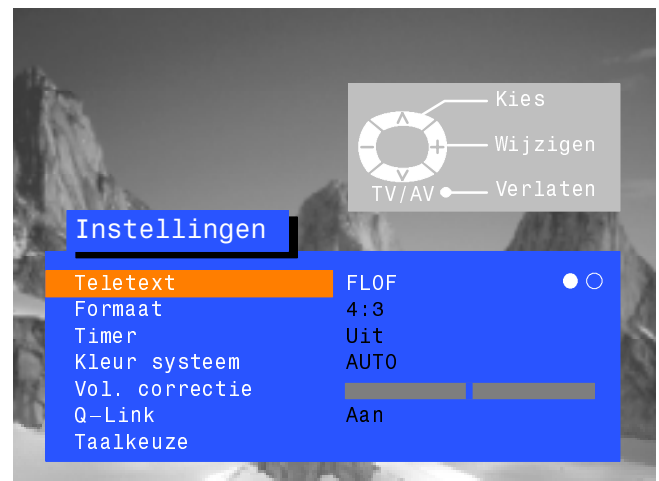 Kies
Wijzigen
TV/AV Verlaten
Instellingen
Teletext FLOF
Formaat 4:3
Timer Uit
Kleur systeem AUTO
Vol. correctie
Q–Link Aan
Taalkeuze